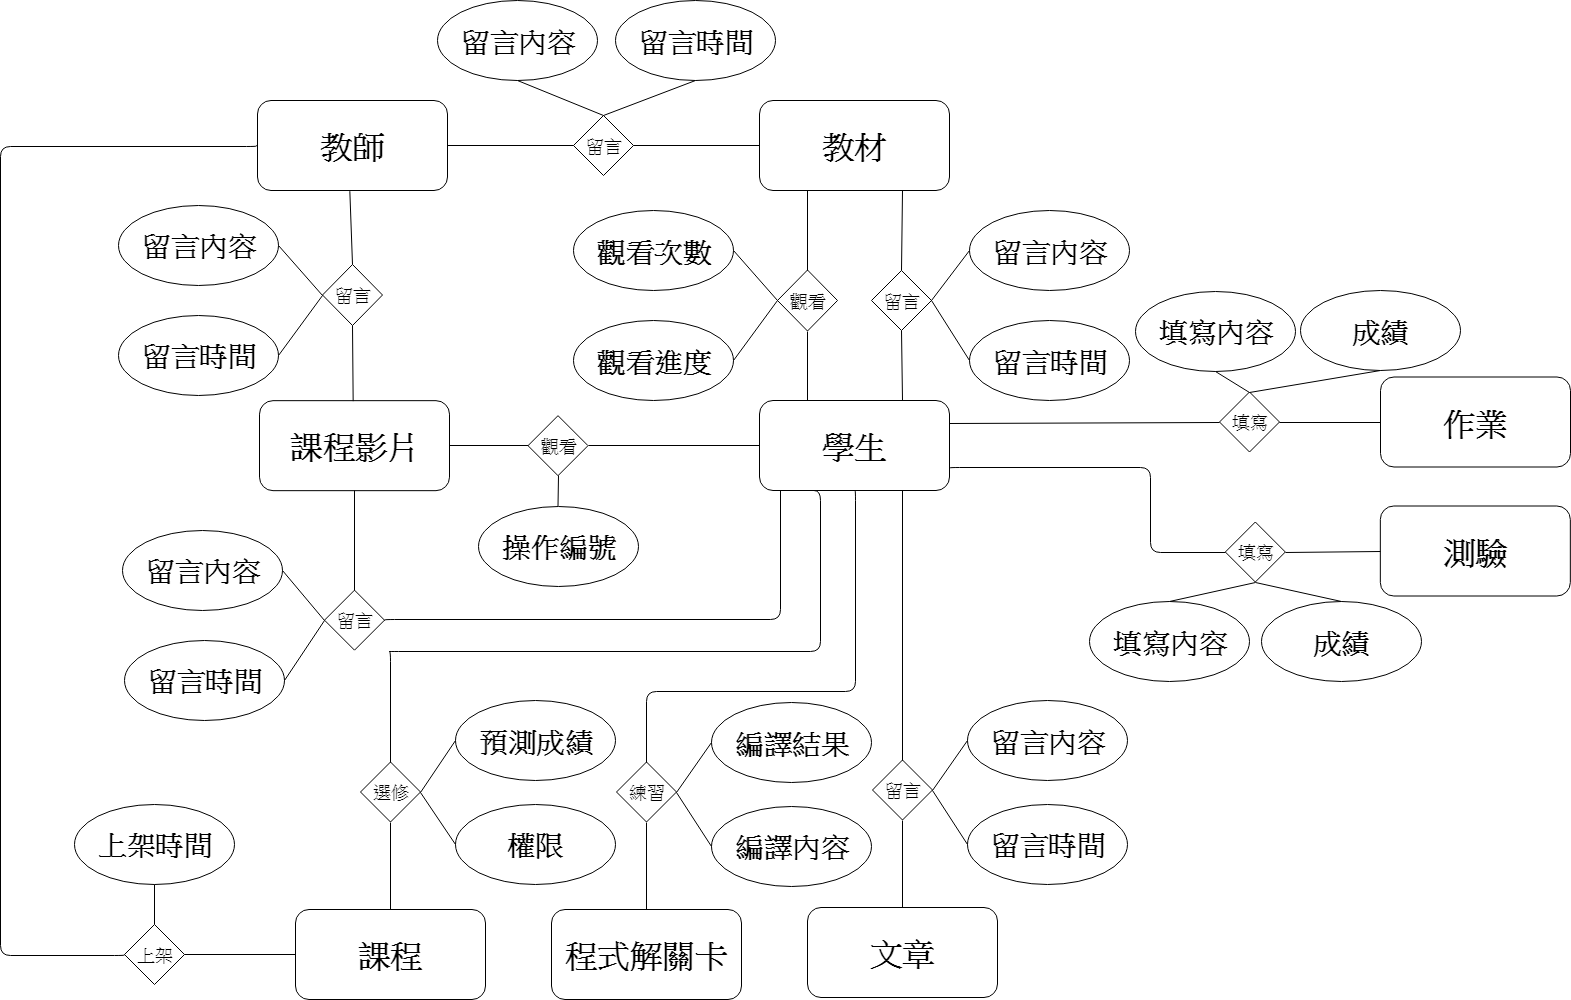 留言內容
留言時間
教師
留言
教材
留言內容
留言時間
留言
觀看次數
觀看進度
觀看
留言
留言內容
留言時間
填寫內容
成績
填寫
作業
課程影片
觀看
操作編號
學生
填寫
測驗
填寫內容
成績
留言內容
留言時間
留言
預測成績
選修
權限
編譯結果
練習
編譯內容
留言內容
留言
留言時間
上架時間
上架
課程
程式解關卡
文章